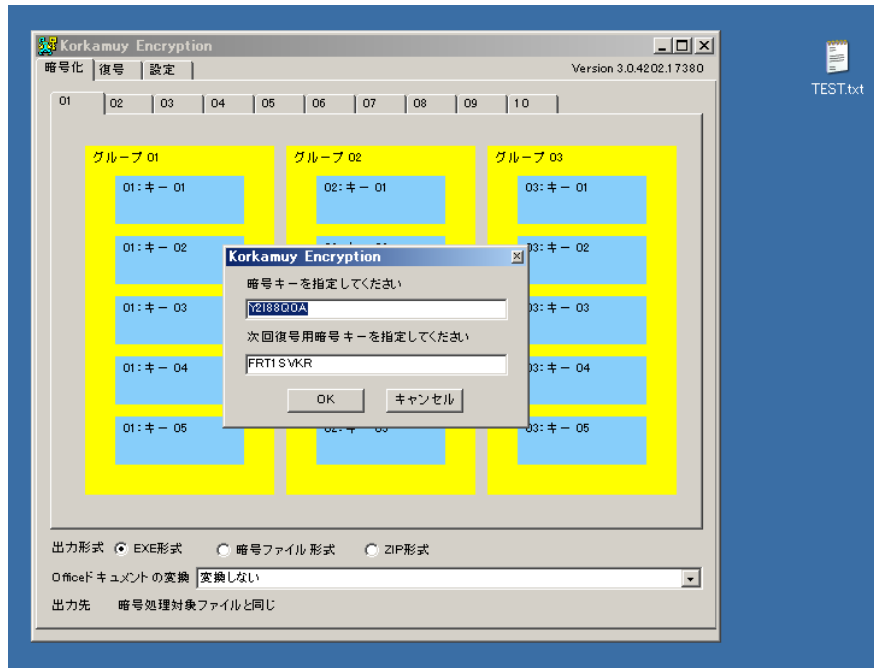 Korkamuy Encryption
暗号化 復号 設定 Version 3.0.4202.17380
TEST.txt
01 02 03 04 05 06 07 08 09 10
グループ 01 グループ 02 グループ 03
01:キー 01 02:キー 01 03:キー 01
01:キー 02 03:キー 02
Korkamuy Encryption
暗号キーを指定してください
01:キー 03 Y2I88Q0A 03:キー 03
次回復号用暗号キーを指定してください
01:キー 04 FRT1SVKR 03:キー 04
OK キャンセル
01:キー 05 03:キー 05
出力形式 EXE形式 暗号ファイル形式 ZIP形式
Officeドキュメントの変換 変換しない
出力先 暗号処理対象ファイルと同じ